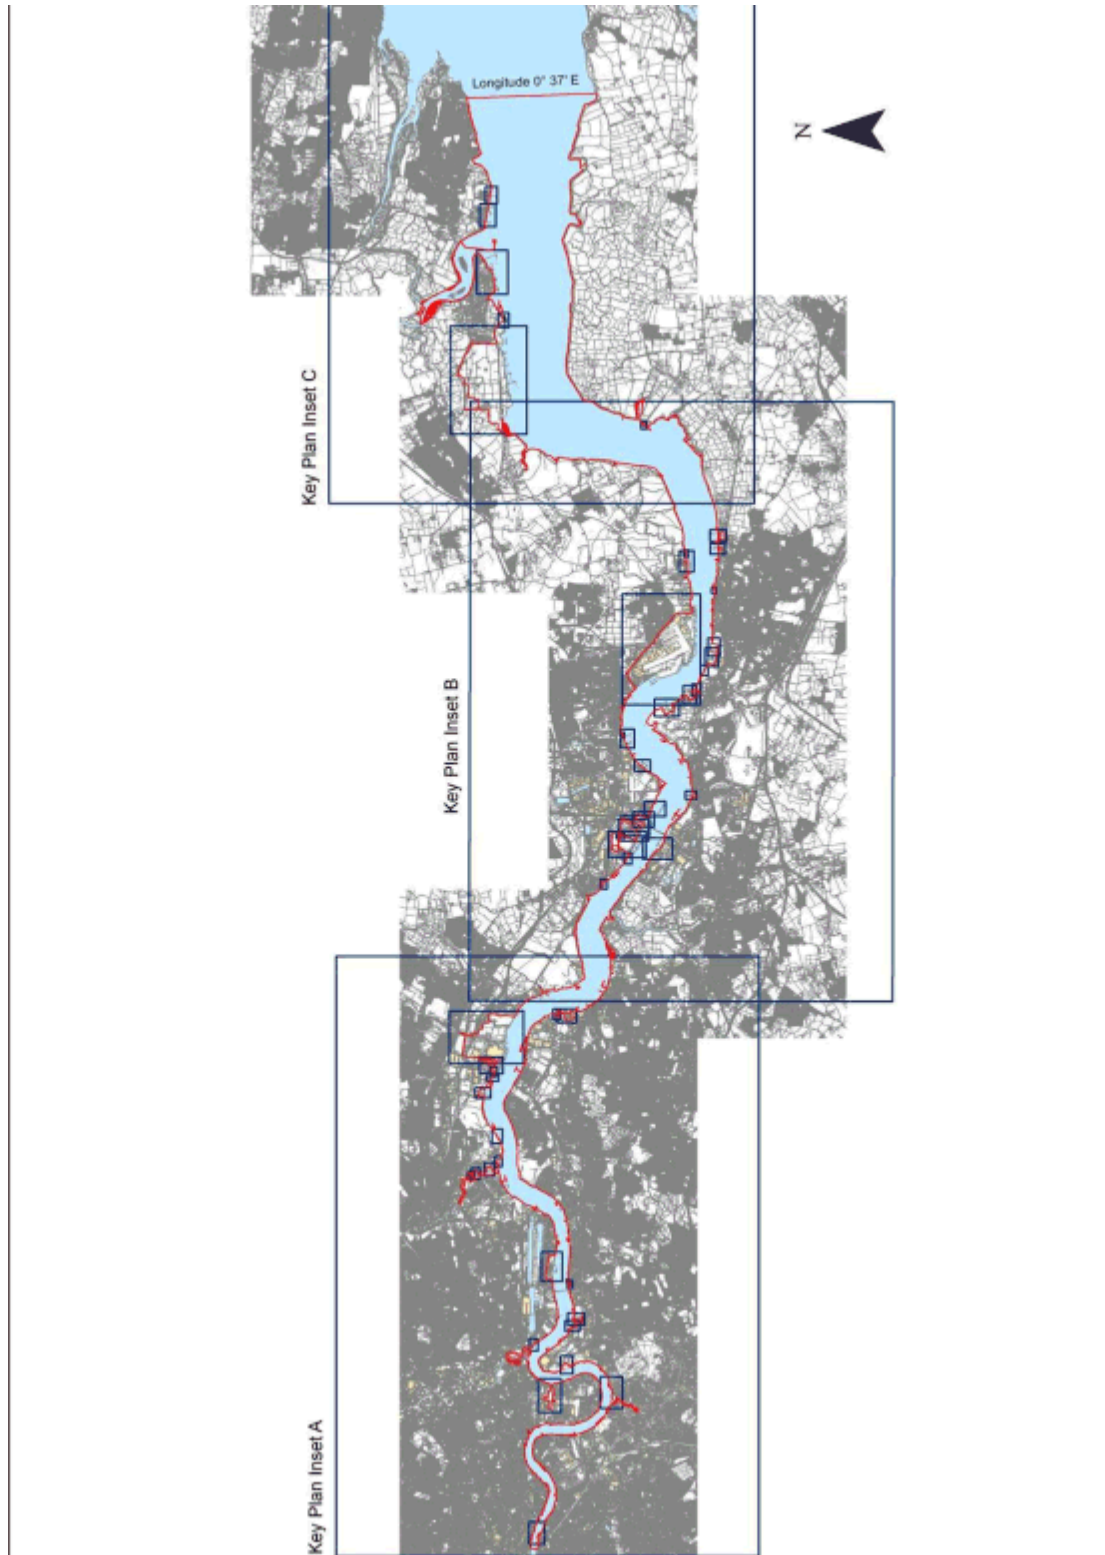 Longitude 0° 37' E
N
Key Plan Inset C
Key Plan Inset B
Key Plan Inset A